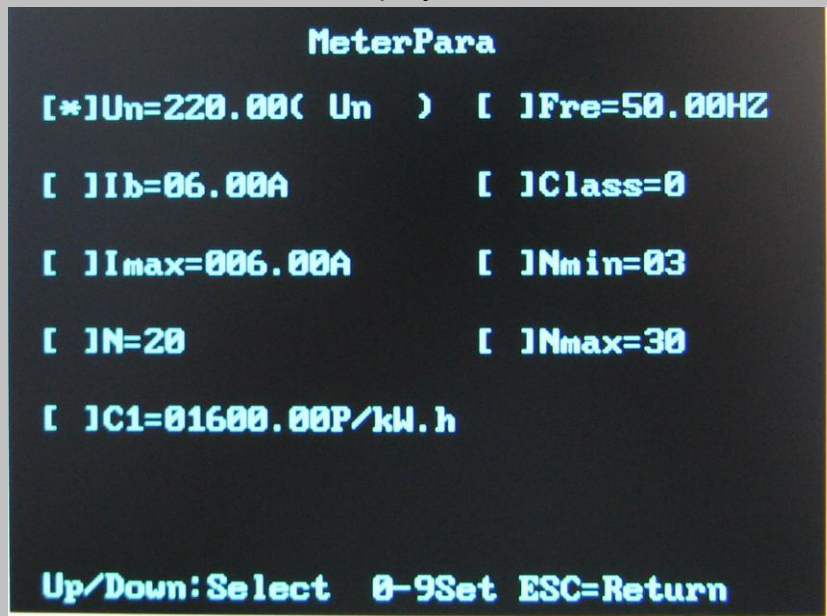 MeterPara
[*]Un=220.00( Un  )  [ ]Fre=50.00HZ
[ ]Ib=06.00A  [ ]Class=0
[ ]Imax=006.00A  [ ]Nmin=03
[ ]N=20  [ ]Nmax=30
[ ]C1=01600.00P/kW.h
Up/Down:Select  0-9Set ESC=Return